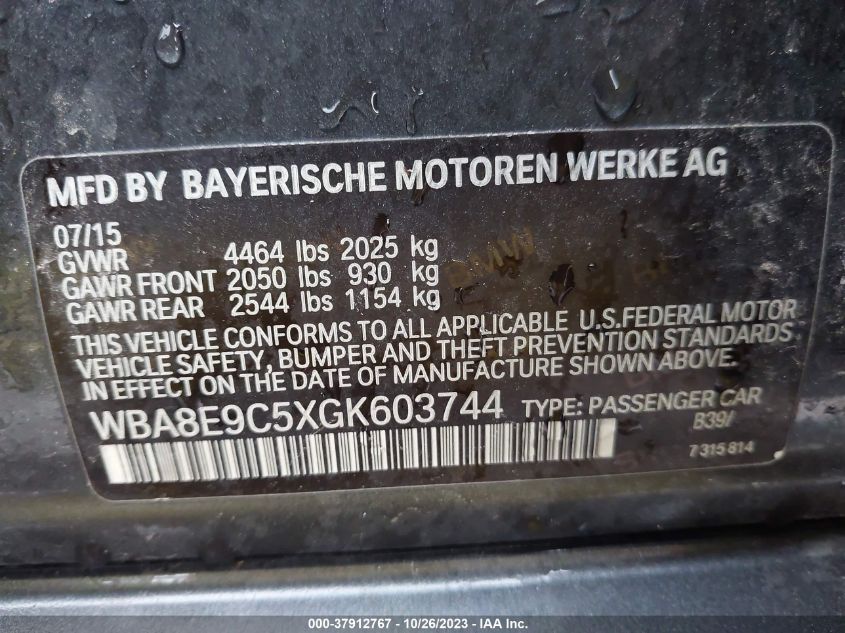 MFD BY BAYERISCHE MOTOREN WERKE AG
07/15
GVWR 4464 lbs 2025 kg
GAWR FRONT 2050 lbs 930 kg
GAWR REAR 2544 lbs 1154 kg
THIS VEHICLE CONFORMS TO ALL APPLICABLE U.S.FEDERAL MOTOR
VEHICLE SAFETY, BUMPER AND THEFT PREVENTION STANDARDS
IN EFFECT ON THE DATE OF MANUFACTURE SHOWN ABOVE.
WBA8E9C5XGK603744 TYPE: PASSENGER CAR
B39/
7315814
000-37912767 - 10/26/2023 - IAA Inc.